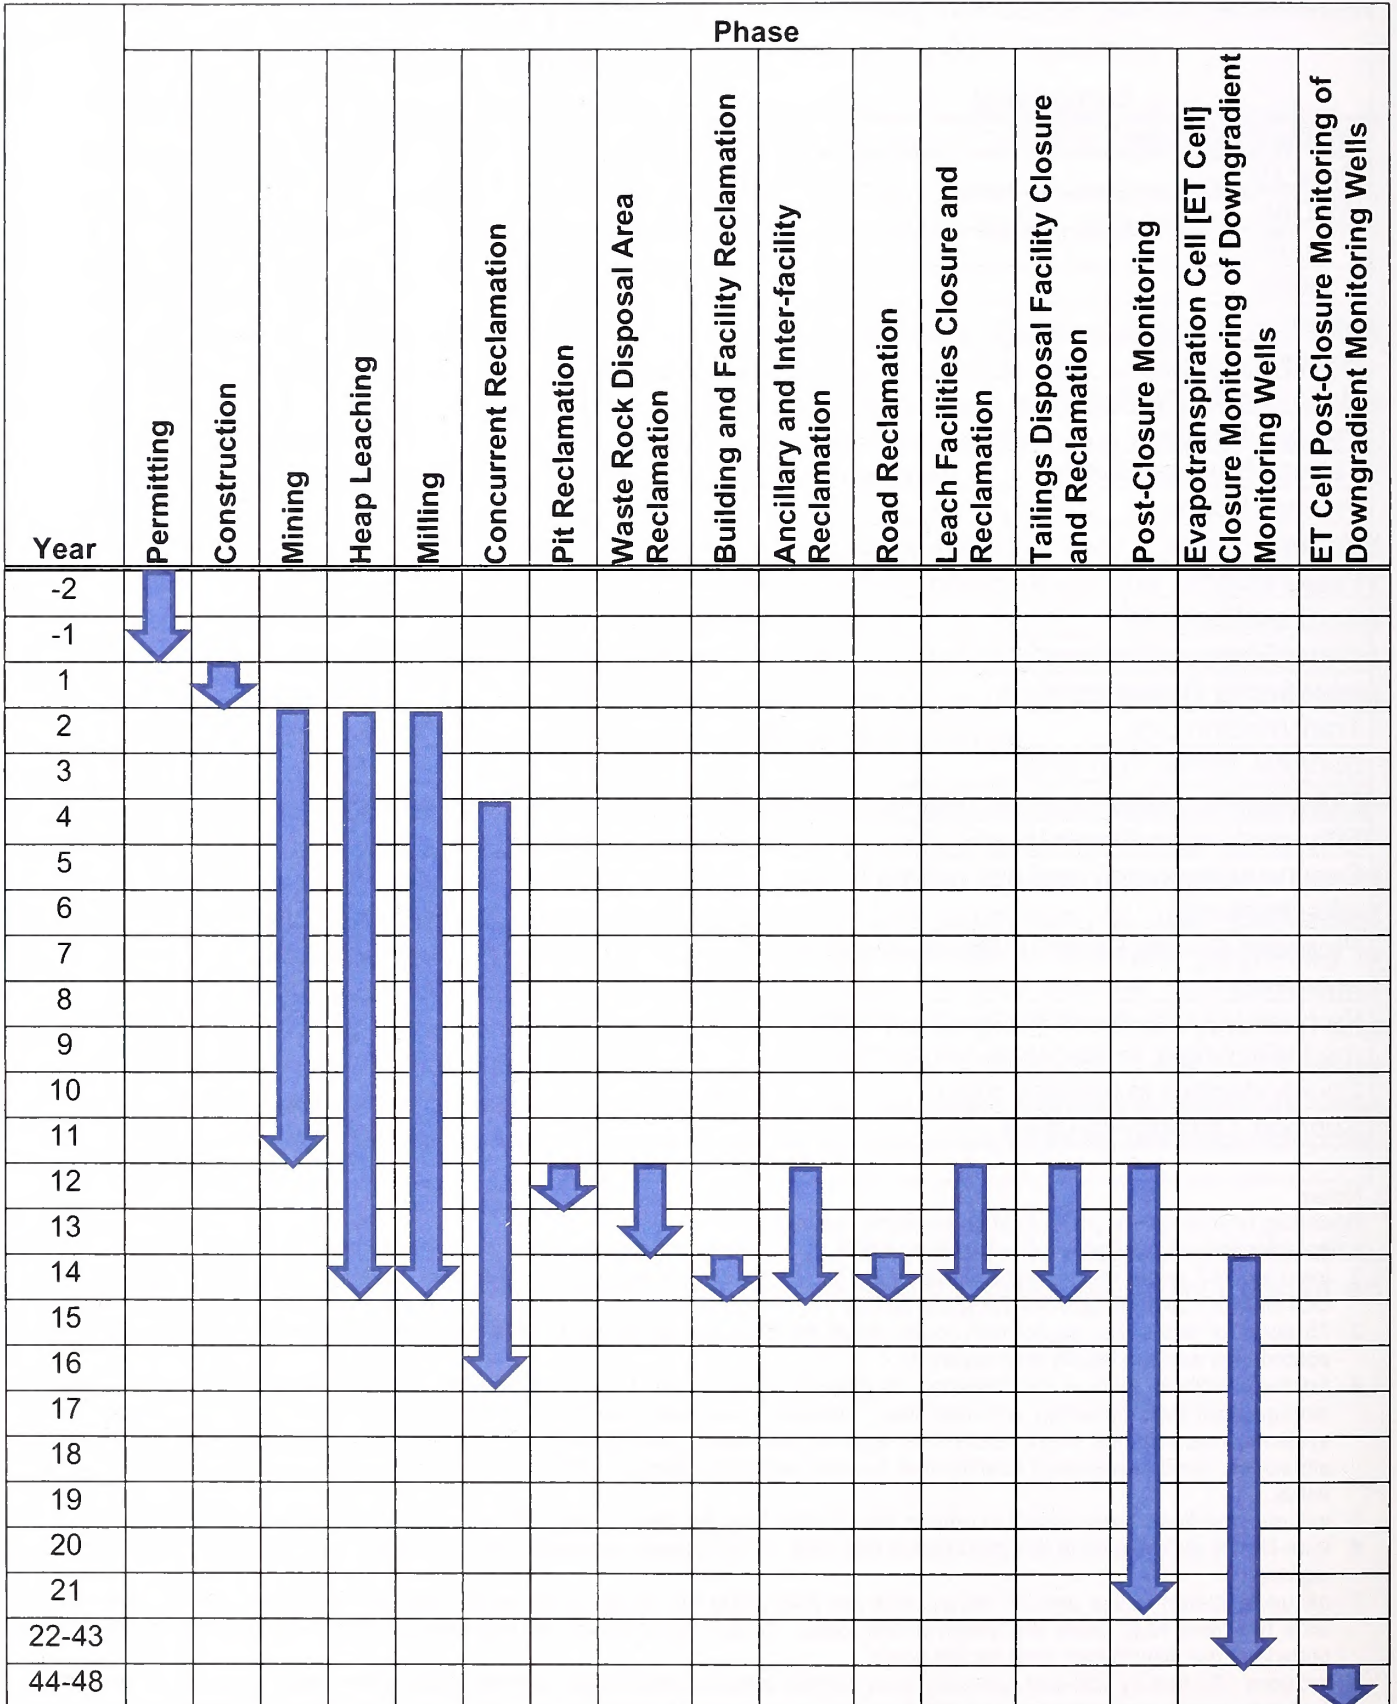 Phase
Year
Permitting
Construction
Mining
Heap Leaching
Milling
Concurrent Reclamation
Pit Reclamation
Waste Rock Disposal Area
Reclamation
Building and Facility Reclamation
Ancillary and Inter-facility
Reclamation
Road Reclamation
Leach Facilities Closure and
Reclamation
Tailings Disposal Facility Closure
and Reclamation
Post-Closure Monitoring
Evapotranspiration Cell [ET Cell]
Closure Monitoring of Downgradient
Monitoring Wells
ET Cell Post-Closure Monitoring of
Downgradient Monitoring Wells
-2
-1
1
2
3
4
5
6
7
8
9
10
11
12
13
14
15
16
17
18
19
20
21
22-43
44-48